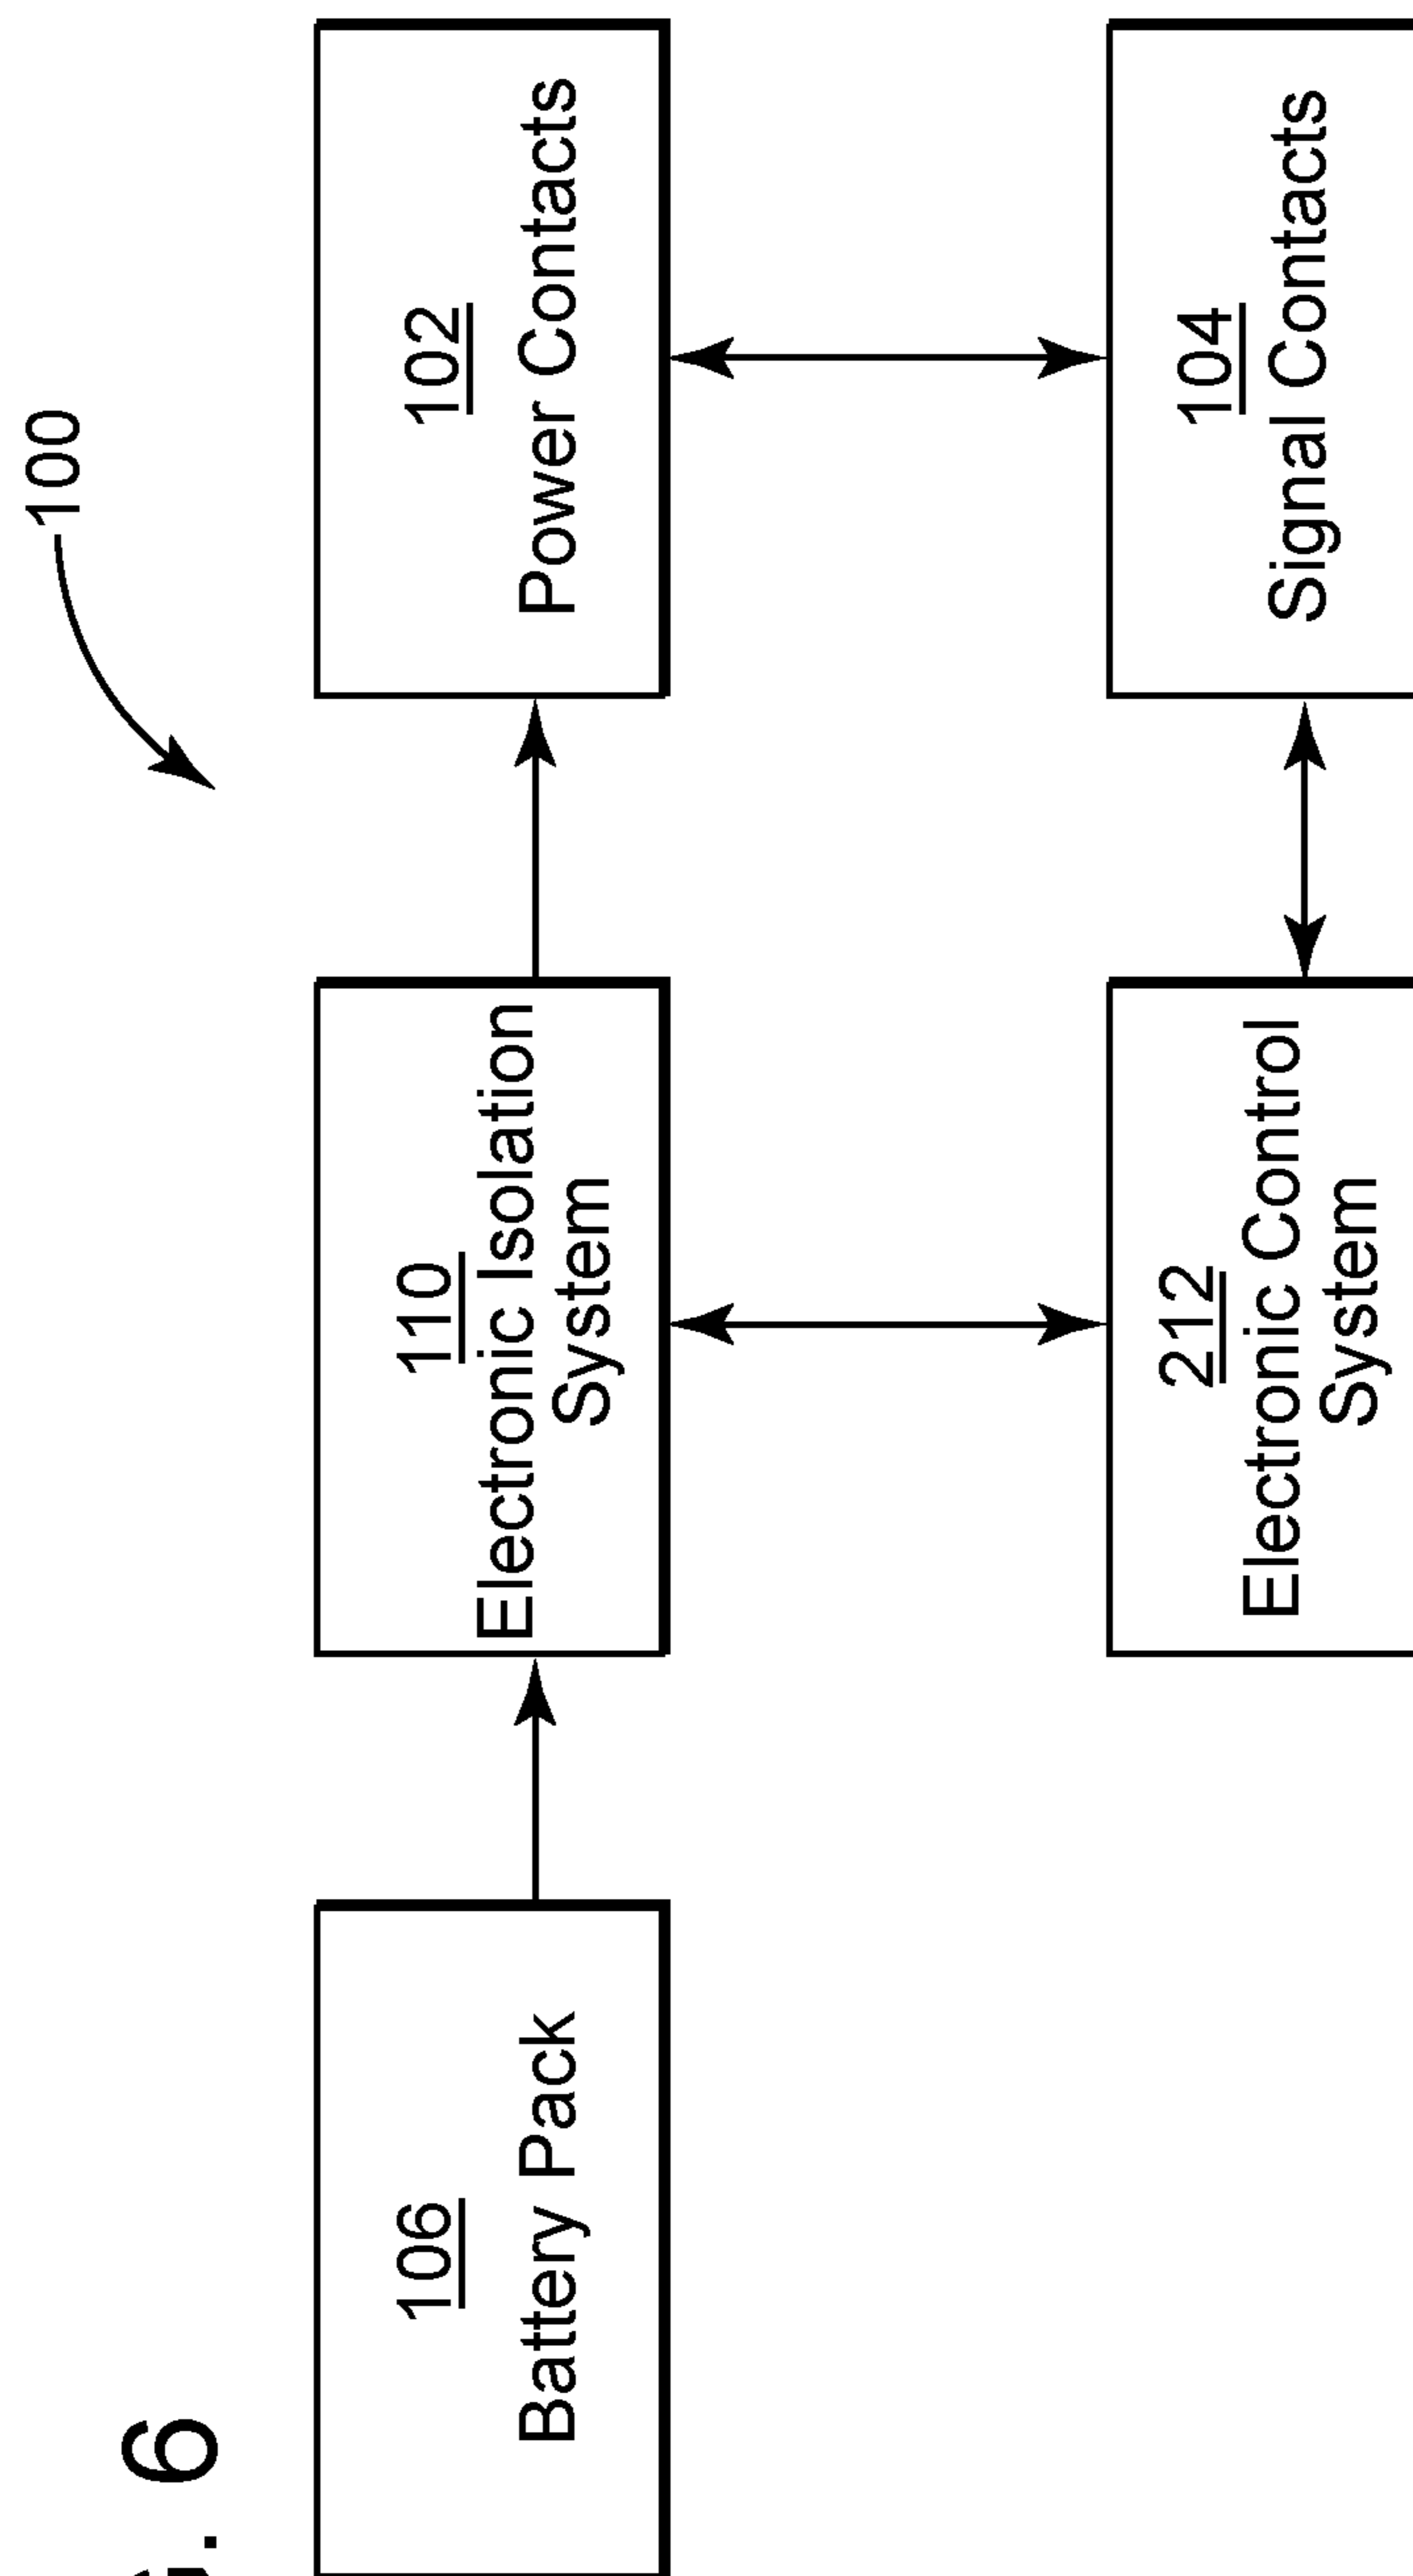 G. 6
100
106
Battery Pack
110
Electronic Isolation
System
102
Power Contacts
212
Electronic Control
System
104
Signal Contacts